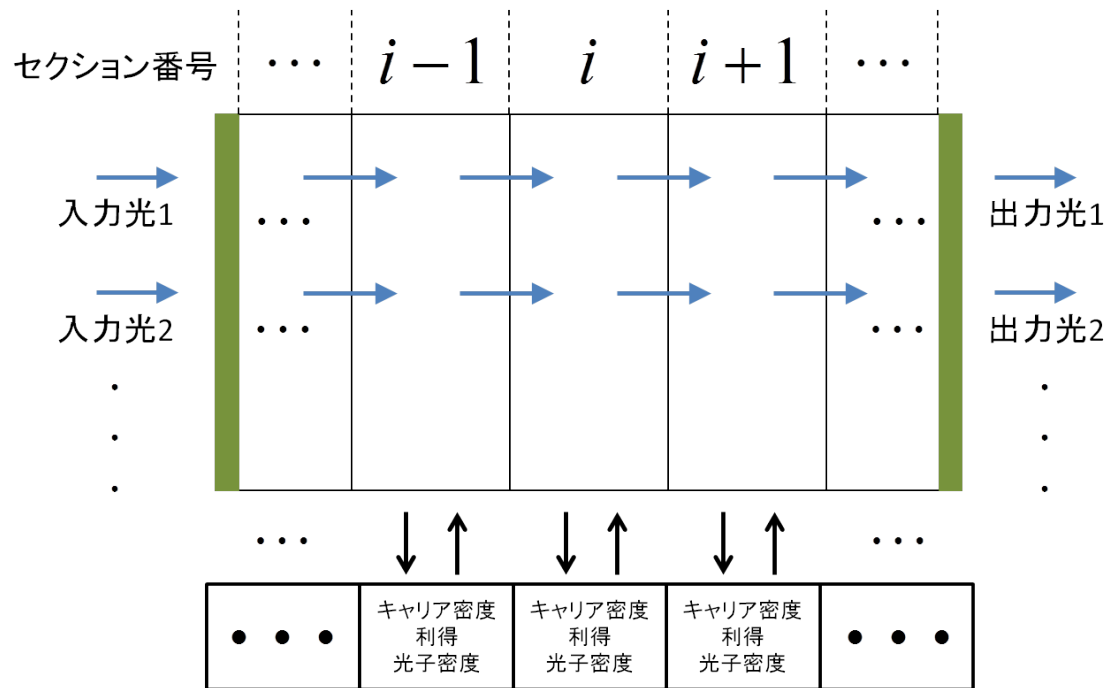 セクション番号 ··· i−1 i i+1 ···
入力光1 ··· ··· 出力光1
入力光2 ··· ··· 出力光2
··· ···
··· キャリア密度 キャリア密度 キャリア密度 ···
利得 利得 利得
光子密度 光子密度 光子密度